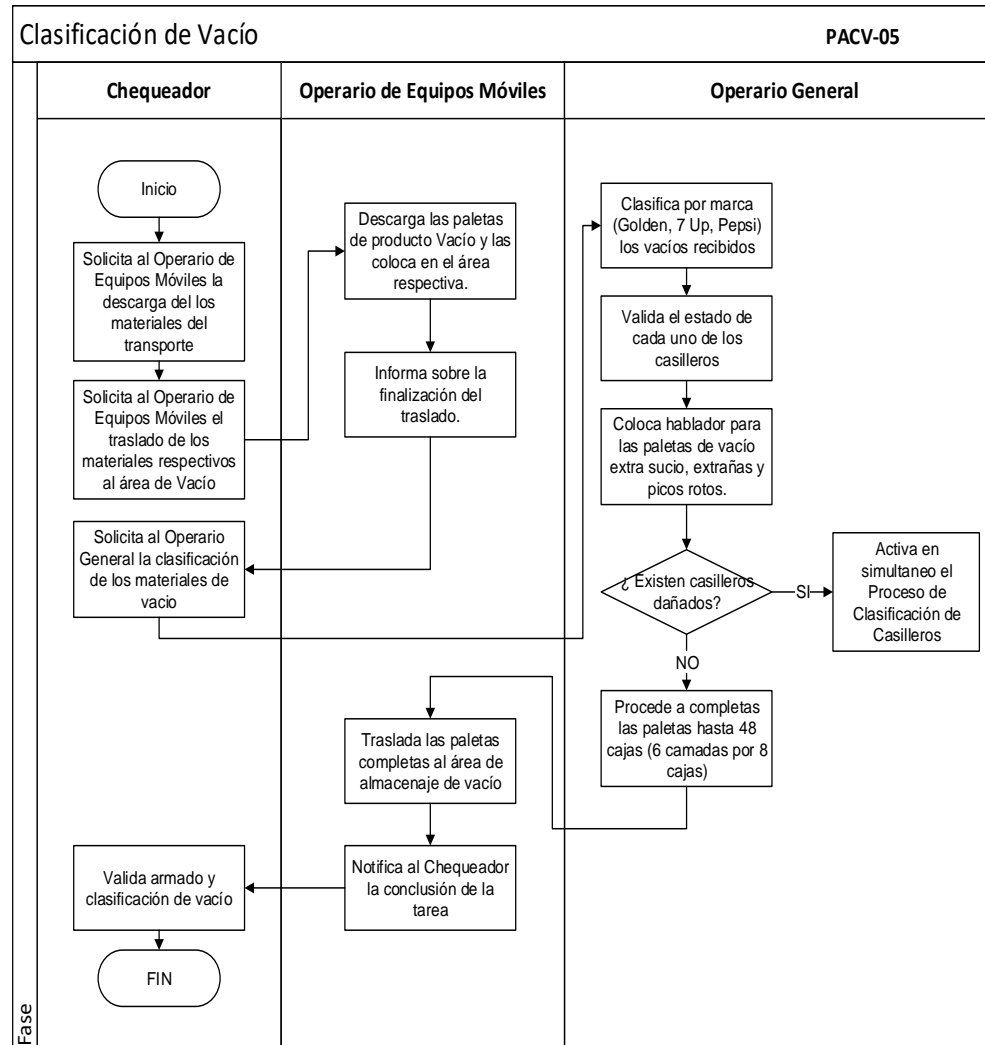 Clasificación de Vacío
PACV-05
Fase
Chequeador
Operario de Equipos Móviles
Operario General
Inicio
Solicita al Operario de
Equipos Móviles la
descarga del los
materiales del
transporte
Solicita al Operario de
Equipos Móviles el
traslado de los
materiales respectivos
al área de Vacío
Descarga las paletas
de producto Vacío y las
coloca en el área
respectiva.
Informa sobre la
finalización del
traslado.
Solicita al Operario
General la clasificación
de los materiales de
vacio
Clasifica por marca
(Golden, 7 Up, Pepsi)
los vacíos recibidos
Valida el estado de
cada uno de los
casilleros
Coloca hablador para
las paletas de vacío
extra sucio, extrañas y
picos rotos.
¿ Existen casilleros
dañados?
SI
Activa en
simultaneo el
Proceso de
Clasificación de
Casilleros
NO
Procede a completas
las paletas hasta 48
cajas (6 camadas por 8
cajas)
Traslada las paletas
completas al área de
almacenaje de vacío
Notifica al Chequeador
la conclusión de la
tarea
Valida armado y
clasificación de vacío
FIN